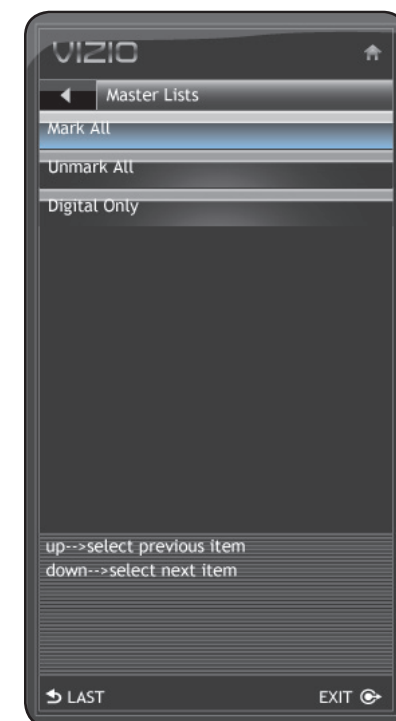 VIZIO
Master Lists
Mark All
Unmark All
Digital Only
up-->select previous item
down-->select next item
LAST EXIT